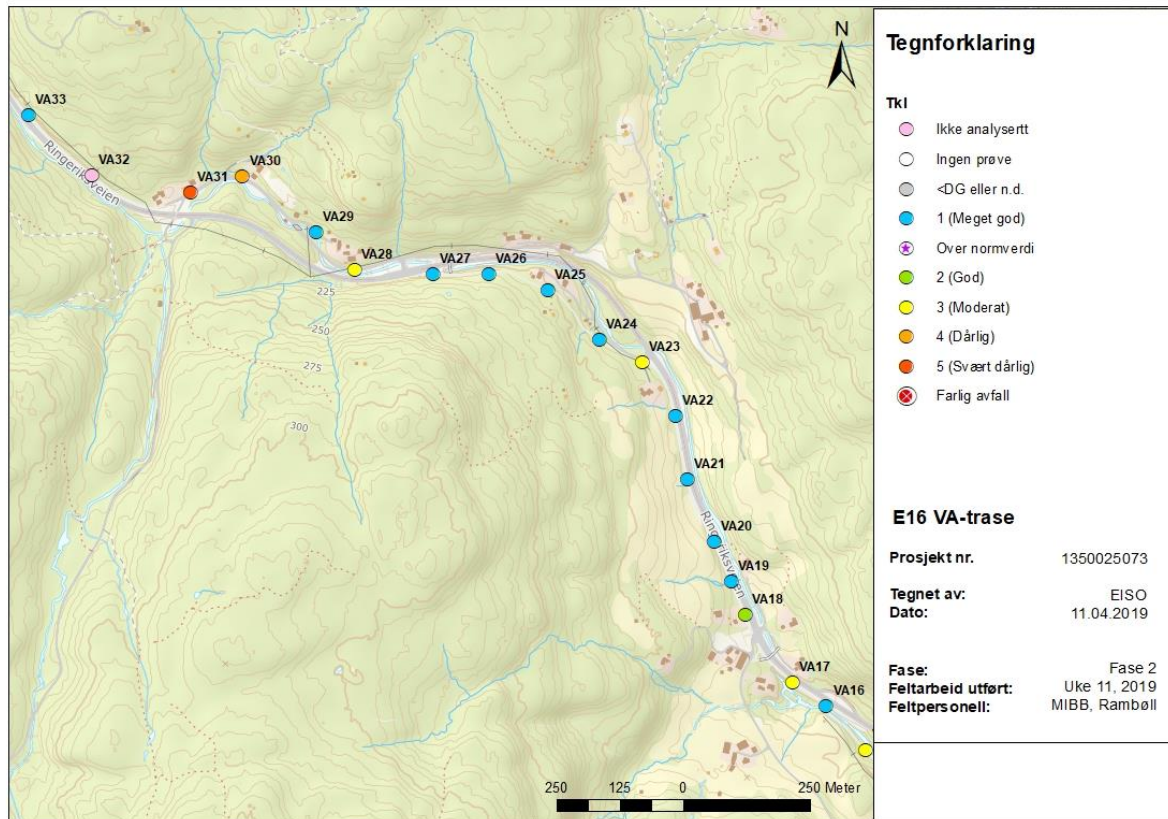 N
VA33
VA32
Ringeriksveien
VA31
VA30
VA29
VA28
VA27
VA26
VA25
225
250
275
300
VA24
VA23
VA22
VA21
VA20
Ringeriksveien
VA19
VA18
VA17
VA16
250 125 0 250 Meter
Tegnforklaring
Tkl
Ikke analysertt
Ingen prøve
<DG eller n.d.
1 (Meget god)
Over normverdi
2 (God)
3 (Moderat)
4 (Dårlig)
5 (Svært dårlig)
Farlig avfall
E16 VA-trase
Prosjekt nr. 1350025073
Tegnet av: EISO
Dato: 11.04.2019
Fase: Fase 2
Feltarbeid utført: Uke 11, 2019
Feltpersonell: MIBB, Rambøll